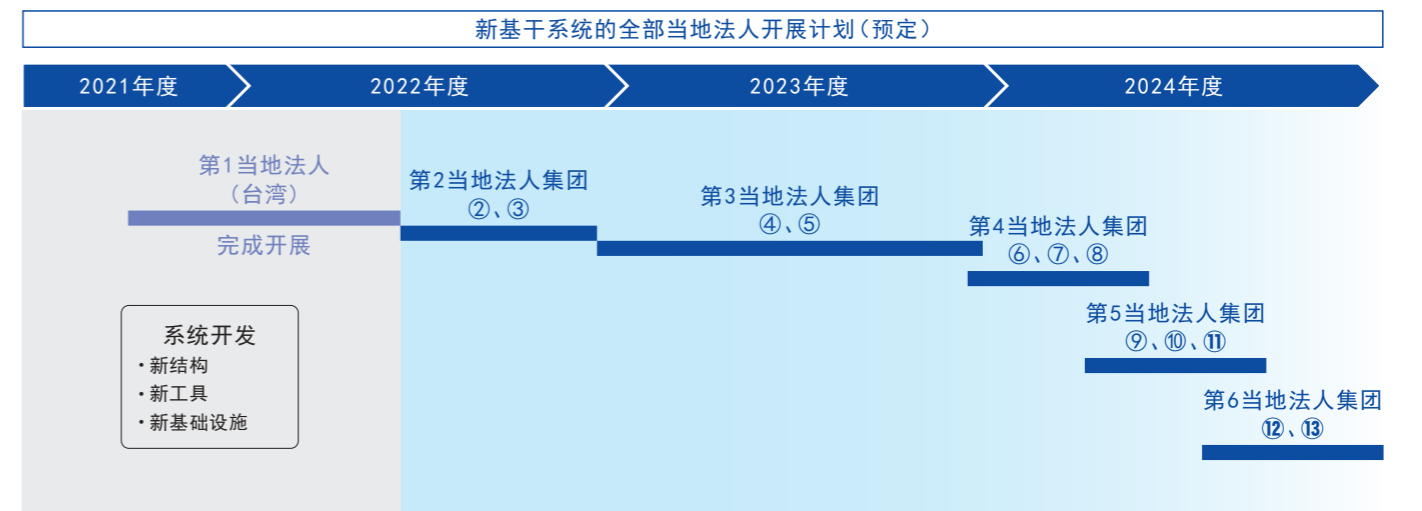 新基干系统的全部当地法人开展计划（预定）
2021年度
2022年度
2023年度
2024年度
第1当地法人
（台湾）
完成开展
第2当地法人集团
②、③
第3当地法人集团
④、⑤
第4当地法人集团
⑥、⑦、⑧
第5当地法人集团
⑨、⑩、⑪
第6当地法人集团
⑫、⑬
系统开发
·新结构
·新工具
·新基础设施